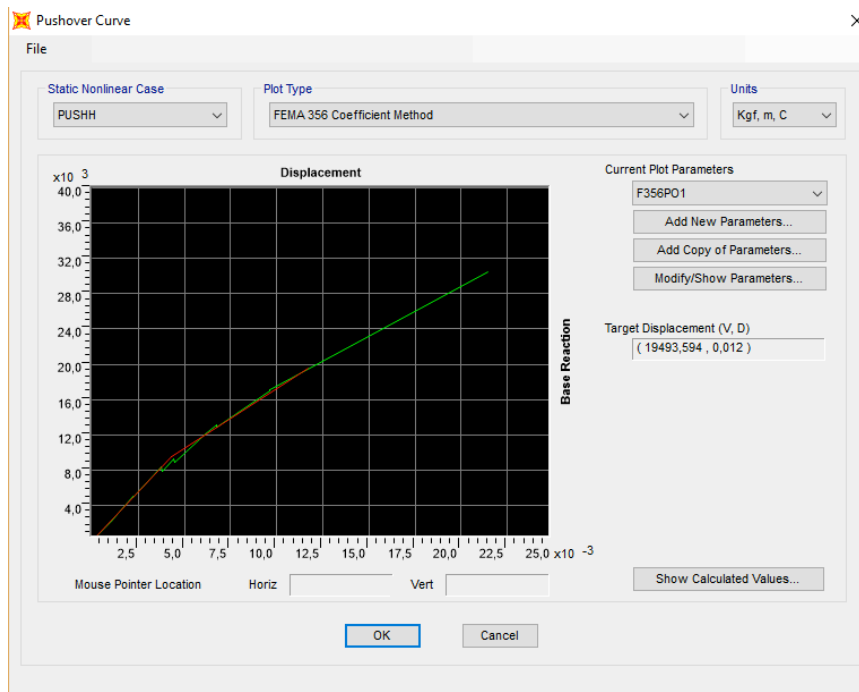 Pushover Curve
File
Static Nonlinear Case
Plot Type
Units
PUSHH
FEMA 356 Coefficient Method
Kgf, m, C
x10 3
Displacement
40,0
36,0
32,0
28,0
24,0
20,0
16,0
12,0
8,0
4,0
2,5 5,0 7,5 10,0 12,5 15,0 17,5 20,0 22,5 25,0 x10 -3
Base Reaction
Mouse Pointer Location Horiz Vert
Current Plot Parameters
F356PO1
Add New Parameters...
Add Copy of Parameters...
Modify/Show Parameters...
Target Displacement (V, D)
( 19493,594 , 0,012 )
Show Calculated Values...
OK Cancel